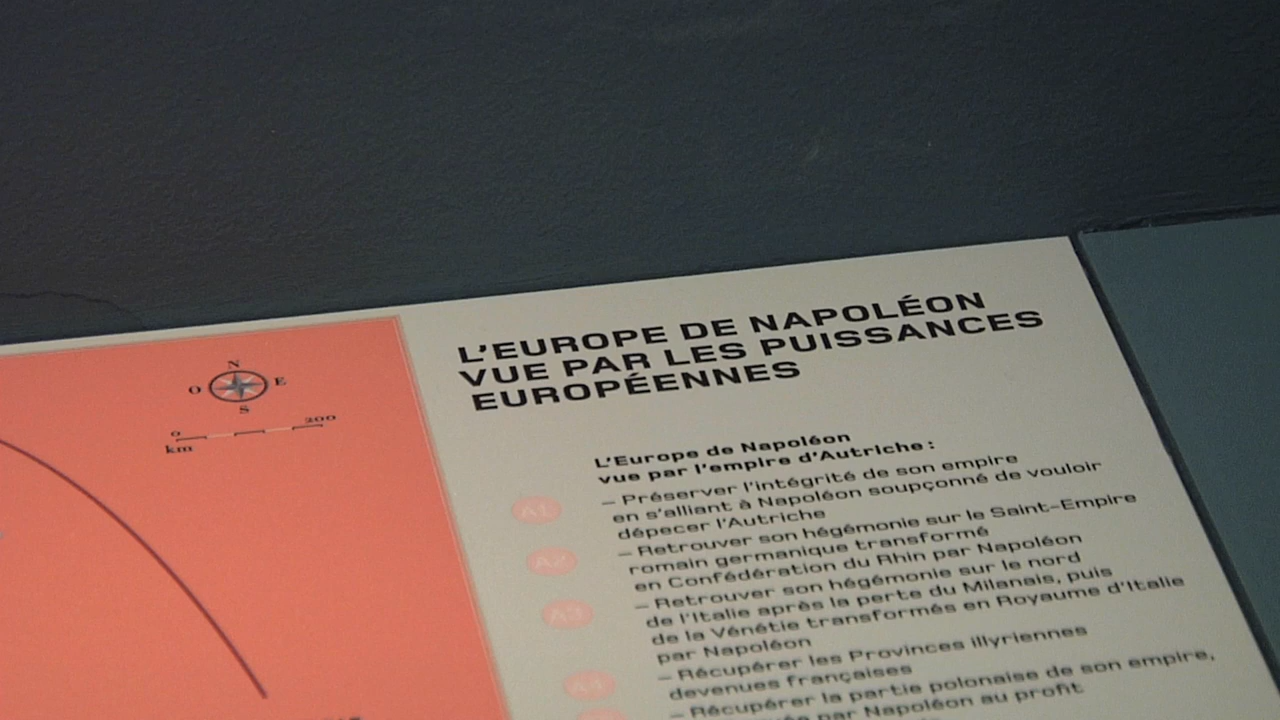 N
O
E
S
0
200
km
L'EUROPE DE NAPOLÉON
VUE PAR LES PUISSANCES
EUROPÉENNES
L'Europe de Napoléon
vue par l'empire d'Autriche :
A1
– Préserver l'intégrité de son empire
en s'alliant à Napoléon soupçonné de vouloir
dépecer l'Autriche
A2
– Retrouver son hégémonie sur le Saint-Empire
romain germanique transformé
en Confédération du Rhin par Napoléon
A3
– Retrouver son hégémonie sur le nord
de l'Italie après la perte du Milanais, puis
de la Vénétie transformés en Royaume d'Italie
par Napoléon
A4
– Récupérer les Provinces illyriennes
devenues françaises
– Récupérer la partie polonaise de son empire,
par Napoléon au profit